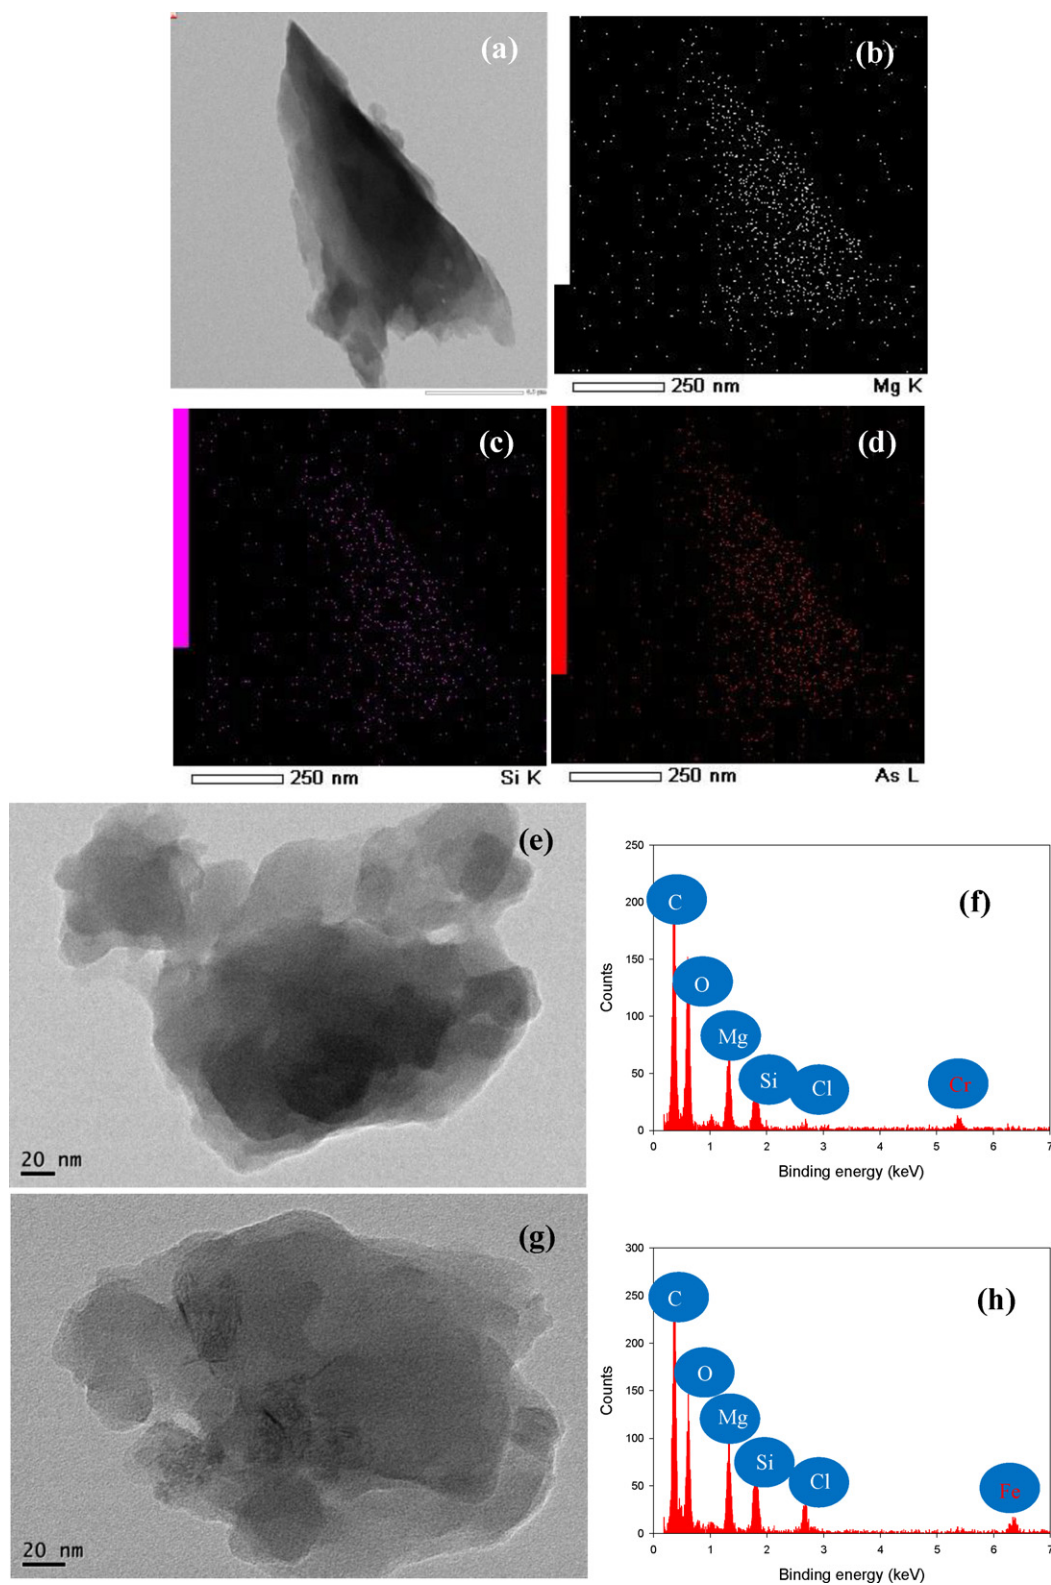 (a)
0.5 µm
(b)
250 nm
Mg K
(c)
250 nm
Si K
(d)
250 nm
As L
(e)
20 nm
(f)
250
200
150
100
50
0
Counts
C
O
Mg
Si
Cl
Cr
0 1 2 3 4 5 6 7
Binding energy (keV)
(g)
20 nm
(h)
300
250
200
150
100
50
0
Counts
C
O
Mg
Si
Cl
Fe
0 1 2 3 4 5 6 7
Binding energy (keV)